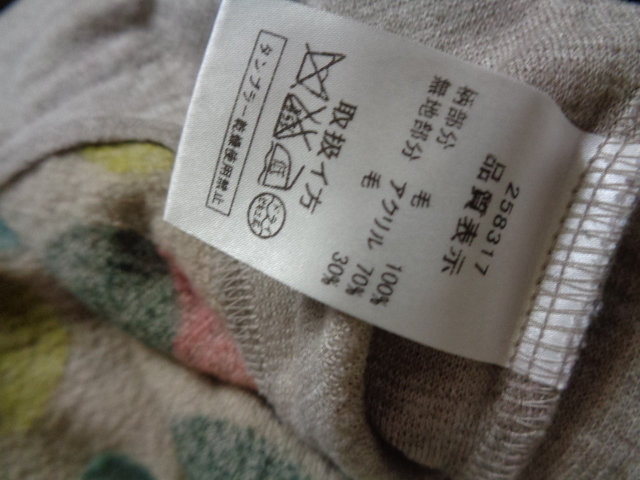 258317
品質表示
柄部分 毛 100%
無地部分 アクリル 70%
毛 30%
取扱イ方
タンブラー乾燥使用禁止